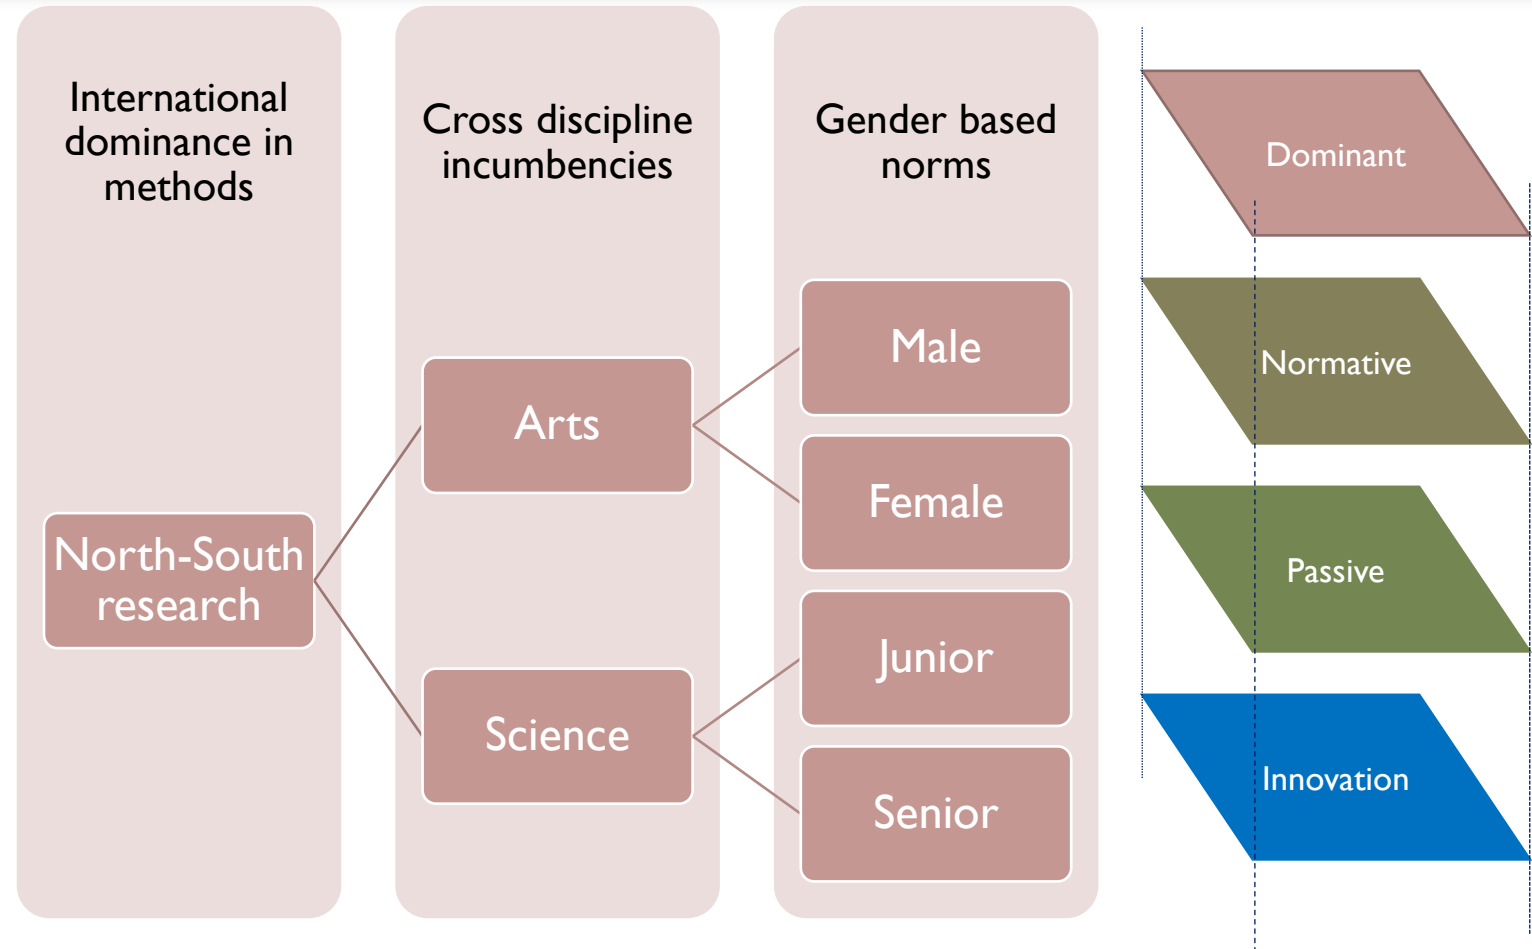 International
dominance in
methods
Cross discipline
incumbencies
Gender based
norms
North-South
research
Arts
Science
Male
Female
Junior
Senior
Dominant
Normative
Passive
Innovation